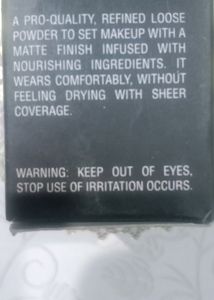 A PRO-QUALITY, REFINED LOOSE
POWDER TO SET MAKEUP WITH A
MATTE FINISH INFUSED WITH
NOURISHING INGREDIENTS. IT
WEARS COMFORTABLY, WITHOUT
FEELING DRYING WITH SHEER
COVERAGE.
WARNING: KEEP OUT OF EYES,
STOP USE OF IRRITATION OCCURS.